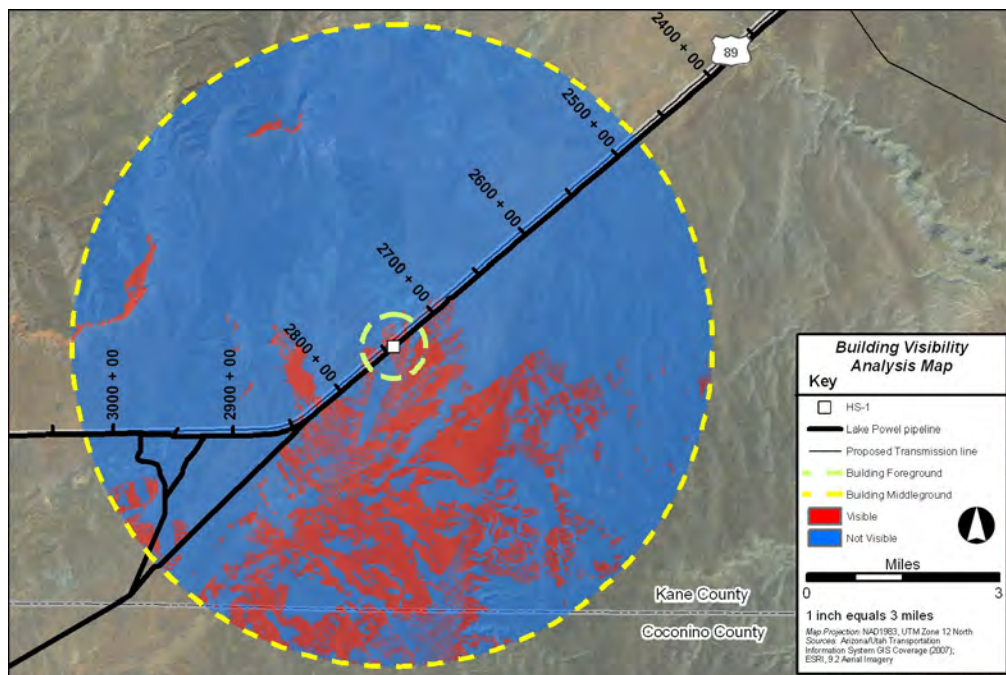 2400 + 00
89
2500 + 00
2600 + 00
2700 + 00
2800 + 00
2900 + 00
3000 + 00
Kane County
Coconino County
Building Visibility
Analysis Map
Key
HS-1
Lake Powel pipeline
Proposed Transmission line
Building Foreground
Building Middleground
Visible
Not Visible
Miles
0
3
1 inch equals 3 miles
Map Projection: NAD1983, UTM Zone 12 North
Sources: Arizona/Utah Transportation
Information System GIS Coverage (2007);
ESRI, 9.2 Aerial Imagery